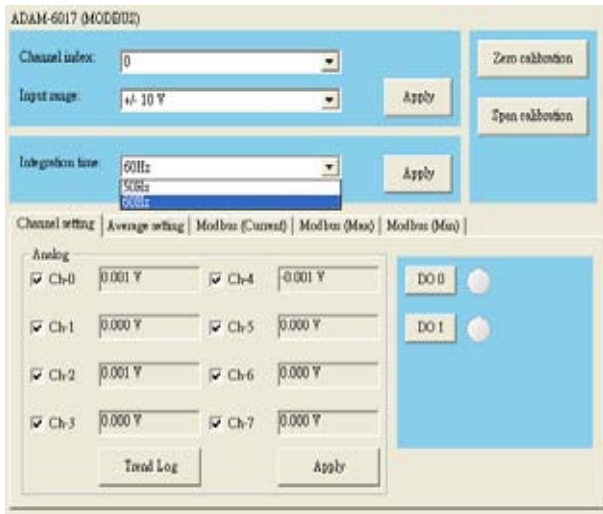 ADAM-6017 (MODBUS)
Channel index: 0
Input range: +/- 10 V
Apply
Zero calibration
Span calibration
Integration time: 60Hz
50Hz
60Hz
Apply
Channel setting Average setting Modbus (Current) Modbus (Max) Modbus (Min)
Analog
Ch-0 0.001 V Ch-4 -0.001 V DO 0
Ch-1 0.000 V Ch-5 0.000 V DO 1
Ch-2 0.001 V Ch-6 0.000 V
Ch-3 0.000 V Ch-7 0.000 V
Trend Log Apply